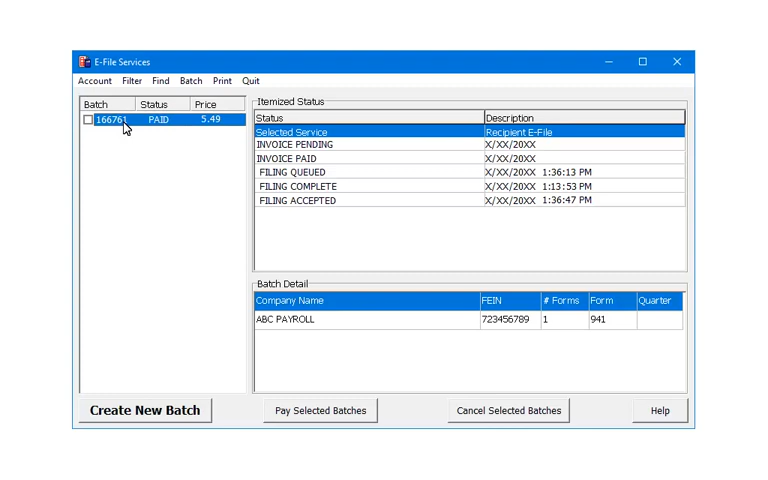 E-File Services
Account Filter Find Batch Print Quit
Batch Status Price
166761 PAID 5.49
Itemized Status
Status Description
Selected Service Recipient E-File
INVOICE PENDING X/XX/20XX
INVOICE PAID X/XX/20XX
FILING QUEUED X/XX/20XX 1:36:13 PM
FILING COMPLETE X/XX/20XX 1:13:53 PM
FILING ACCEPTED X/XX/20XX 1:36:47 PM
Batch Detail
Company Name FEIN # Forms Form Quarter
ABC PAYROLL 723456789 1 941
Create New Batch Pay Selected Batches Cancel Selected Batches Help